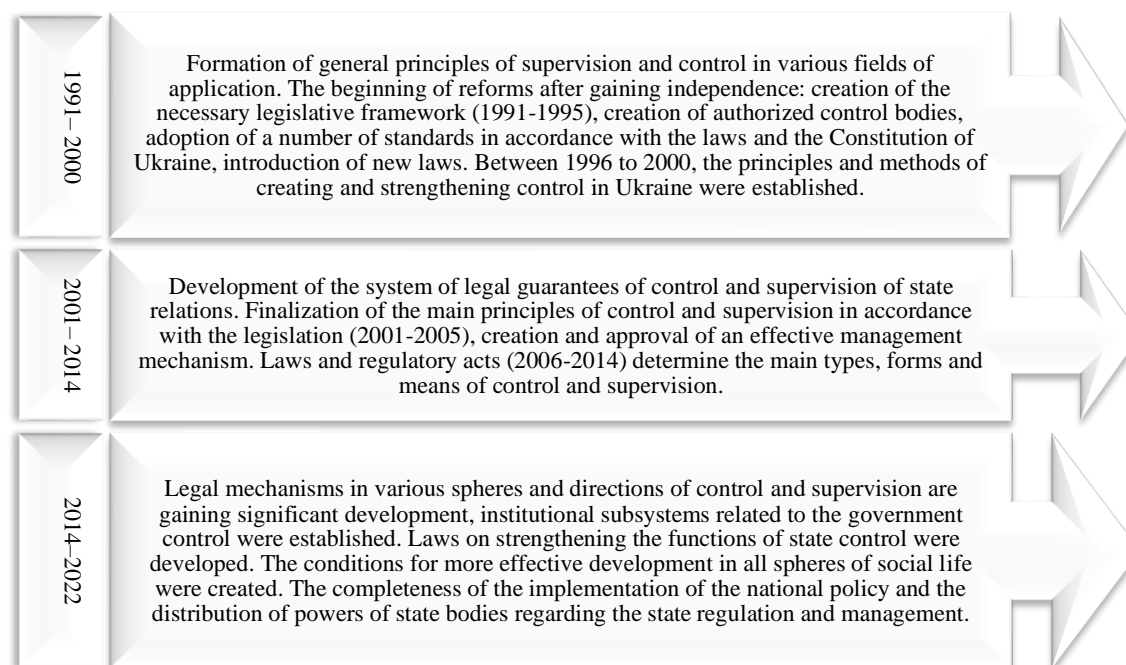 1991– 2000
Formation of general principles of supervision and control in various fields of
application. The beginning of reforms after gaining independence: creation of the
necessary legislative framework (1991-1995), creation of authorized control bodies,
adoption of a number of standards in accordance with the laws and the Constitution of
Ukraine, introduction of new laws. Between 1996 to 2000, the principles and methods of
creating and strengthening control in Ukraine were established.
2001–2014
Development of the system of legal guarantees of control and supervision of state
relations. Finalization of the main principles of control and supervision in accordance
with the legislation (2001-2005), creation and approval of an effective management
mechanism. Laws and regulatory acts (2006-2014) determine the main types, forms and
means of control and supervision.
2014–2022
Legal mechanisms in various spheres and directions of control and supervision are
gaining significant development, institutional subsystems related to the government
control were established. Laws on strengthening the functions of state control were
developed. The conditions for more effective development in all spheres of social life
were created. The completeness of the implementation of the national policy and the
distribution of powers of state bodies regarding the state regulation and management.